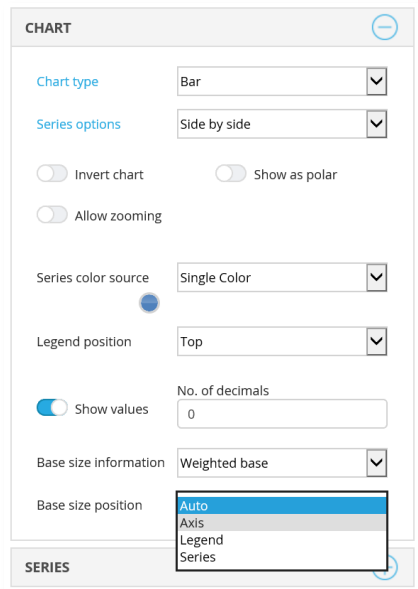 CHART
Chart type Bar
Series options Side by side
Invert chart Show as polar
Allow zooming
Series color source Single Color
Legend position Top
No. of decimals
Show values 0
Base size information Weighted base
Base size position Auto
Axis
Legend
Series
SERIES